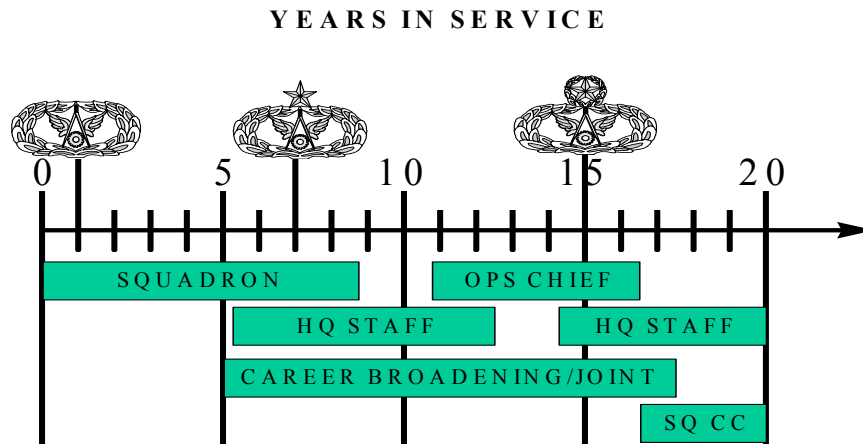 YEARS IN SERVICE
0 5 10 15 20
SQUADRON OPS CHIEF
HQ STAFF HQ STAFF
CAREER BROADENING/JOINT
SQ CC